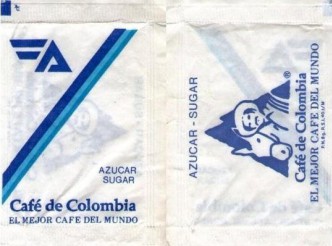 AZUCAR
SUGAR
Café de Colombia
EL MEJOR CAFE DEL MUNDO
AZUCAR - SUGAR
®
Café de Colombia
EL MEJOR CAFE DEL MUNDO